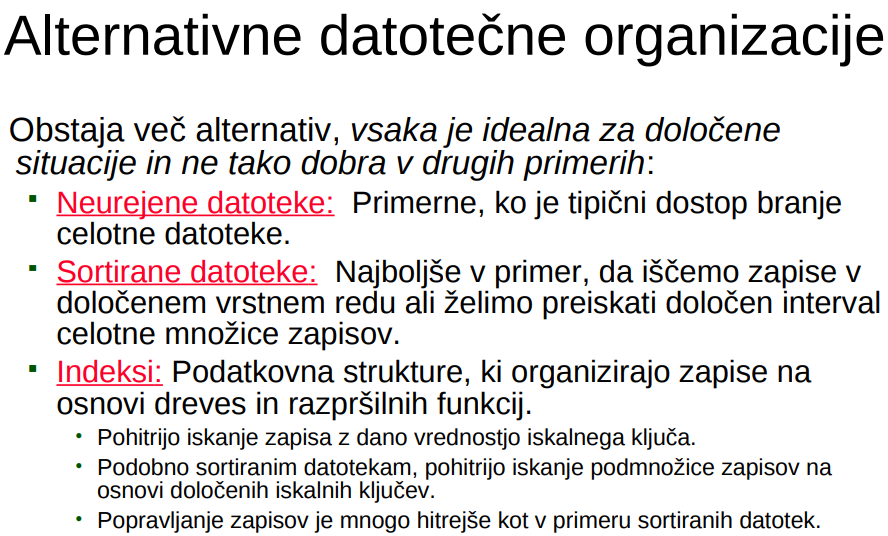 Alternativne datotečne organizacije
Obstaja več alternativ, vsaka je idealna za določene
situacije in ne tako dobra v drugih primerih:
▪ Neurejene datoteke: Primerne, ko je tipični dostop branje
celotne datoteke.
▪ Sortirane datoteke: Najboljše v primer, da iščemo zapise v
določenem vrstnem redu ali želimo preiskati določen interval
celotne množice zapisov.
▪ Indeksi: Podatkovna strukture, ki organizirajo zapise na
osnovi dreves in razpršilnih funkcij.
• Pohitrijo iskanje zapisa z dano vrednostjo iskalnega ključa.
• Podobno sortiranim datotekam, pohitrijo iskanje podmnožice zapisov na
osnovi določenih iskalnih ključev.
• Popravljanje zapisov je mnogo hitrejše kot v primeru sortiranih datotek.